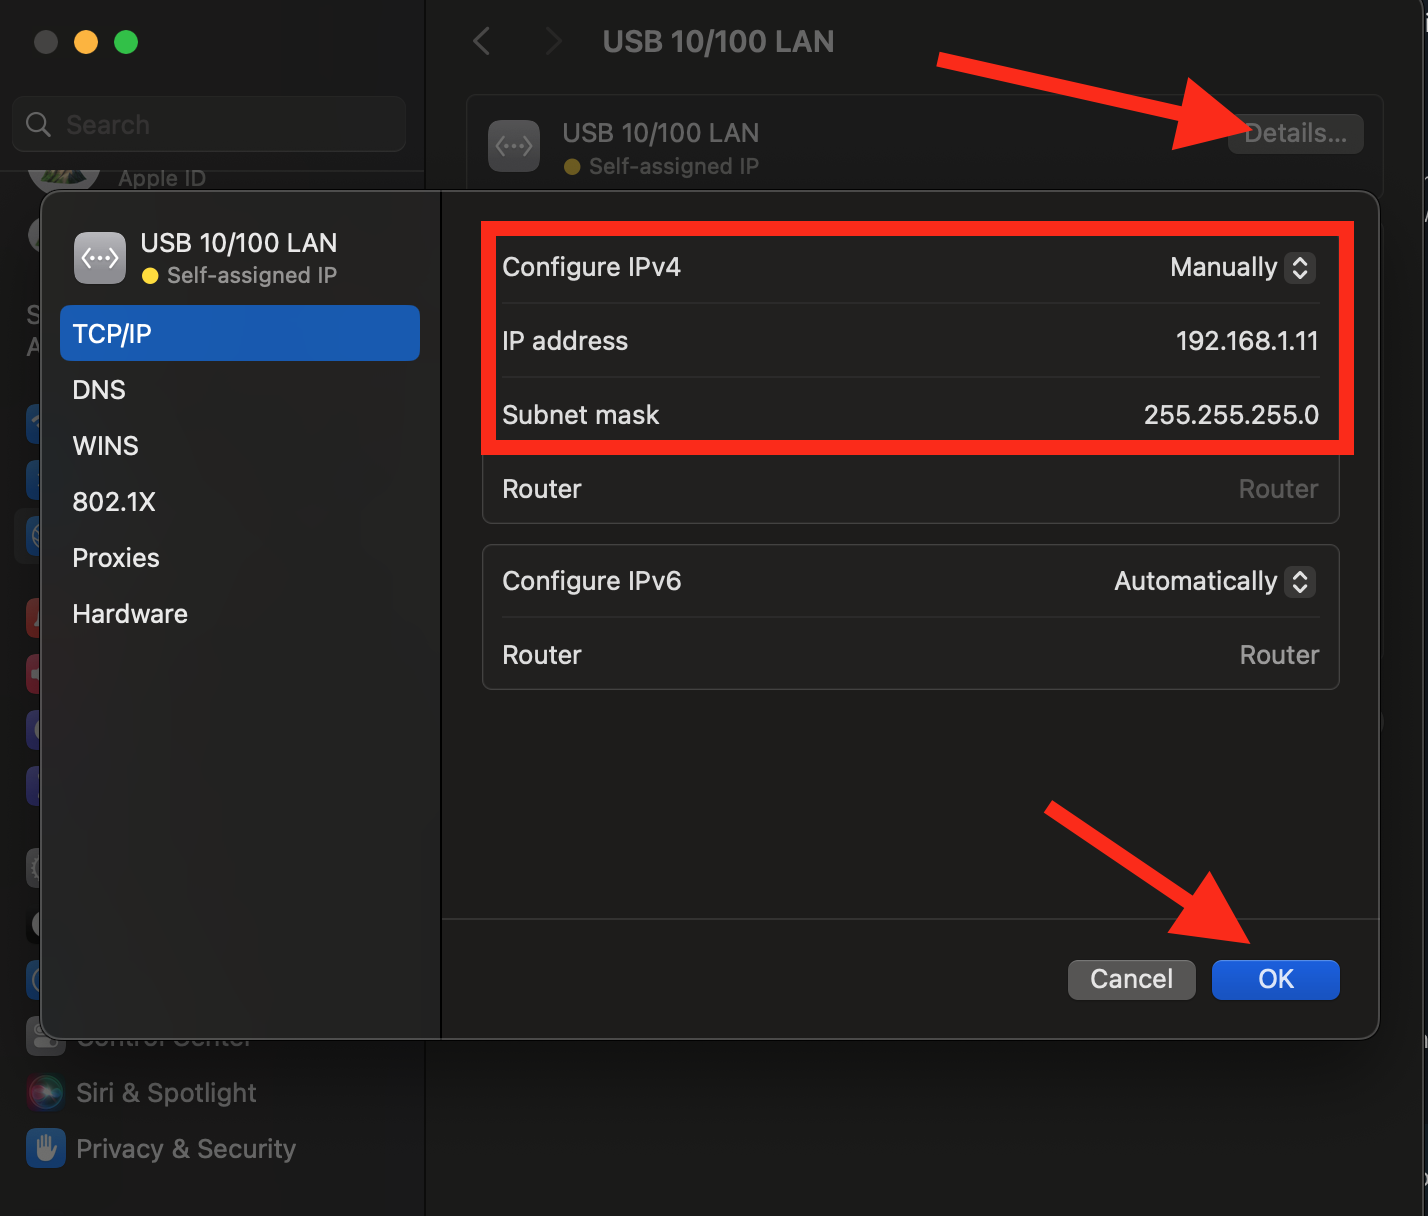 USB 10/100 LAN
Search
USB 10/100 LAN
Self-assigned IP
Details...
Apple ID
USB 10/100 LAN
Self-assigned IP
TCP/IP
DNS
WINS
802.1X
Proxies
Hardware
Configure IPv4 Manually
IP address 192.168.1.11
Subnet mask 255.255.255.0
Router Router
Configure IPv6 Automatically
Router Router
Cancel OK
Control Center
Siri & Spotlight
Privacy & Security